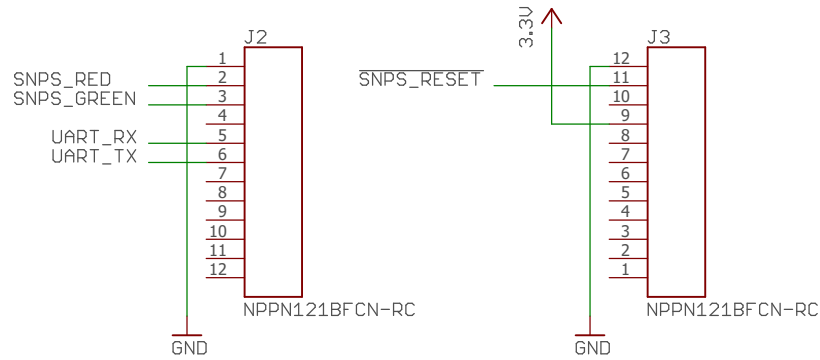 J2
1
SNPS_RED 2
SNPS_GREEN 3
4
UART_RX 5
UART_TX 6
7
8
9
10
11
12
NPPN121BFCN-RC
GND
3.3V
J3
12
SNPS_RESET 11
10
9
8
7
6
5
4
3
2
1
NPPN121BFCN-RC
GND